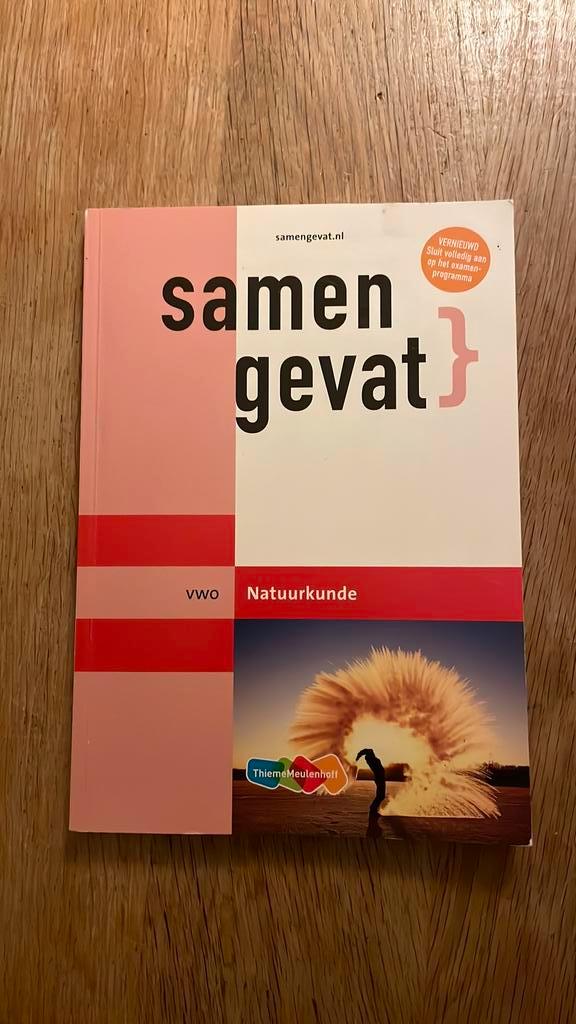 samengevat.nl
VERNIEUWD
Sluit volledig aan
op het examen-
programma
samen
gevat}
vwo Natuurkunde
ThiemeMeulenhoff